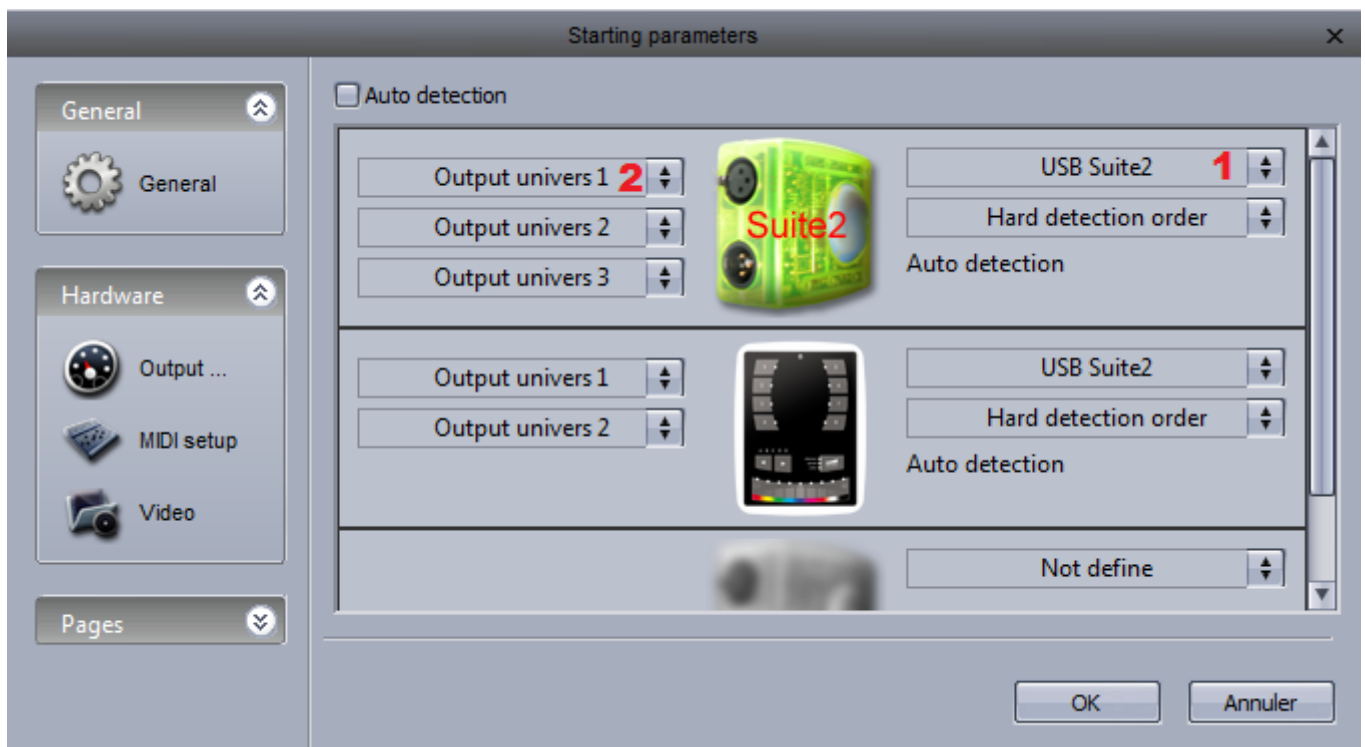 Starting parameters
General
General
Hardware
Output ...
MIDI setup
Video
Pages
Auto detection
Output univers 1 2
Output univers 2
Output univers 3
Suite2
USB Suite2 1
Hard detection order
Auto detection
Output univers 1
Output univers 2
USB Suite2
Hard detection order
Auto detection
Not define
OK
Annuler